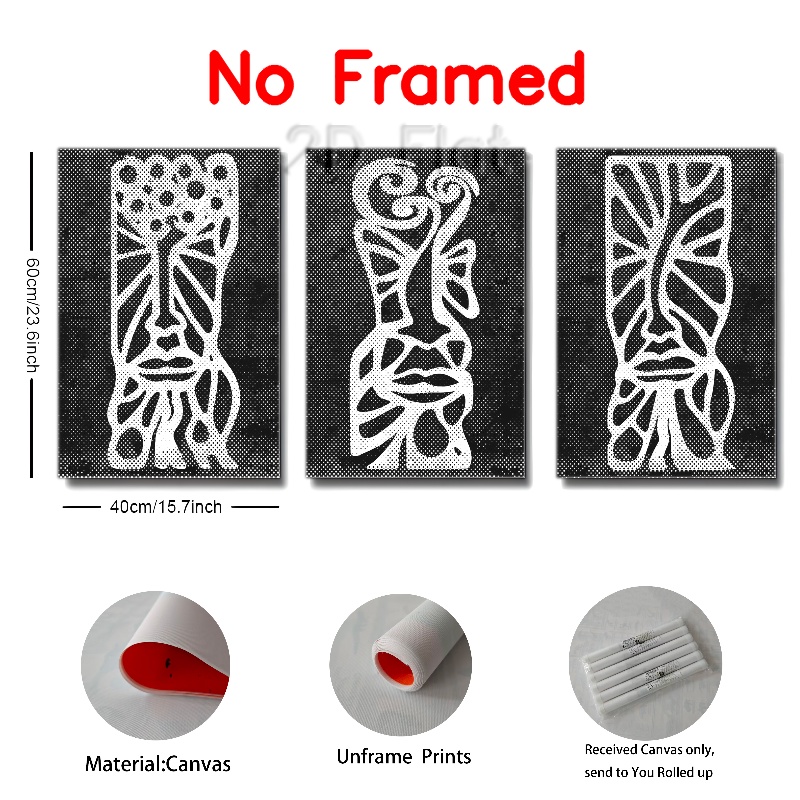 No Framed
2D Flat
60cm/23.6inch
40cm/15.7inch
Material:Canvas
Unframe Prints
Received Canvas only,
send to You Rolled up